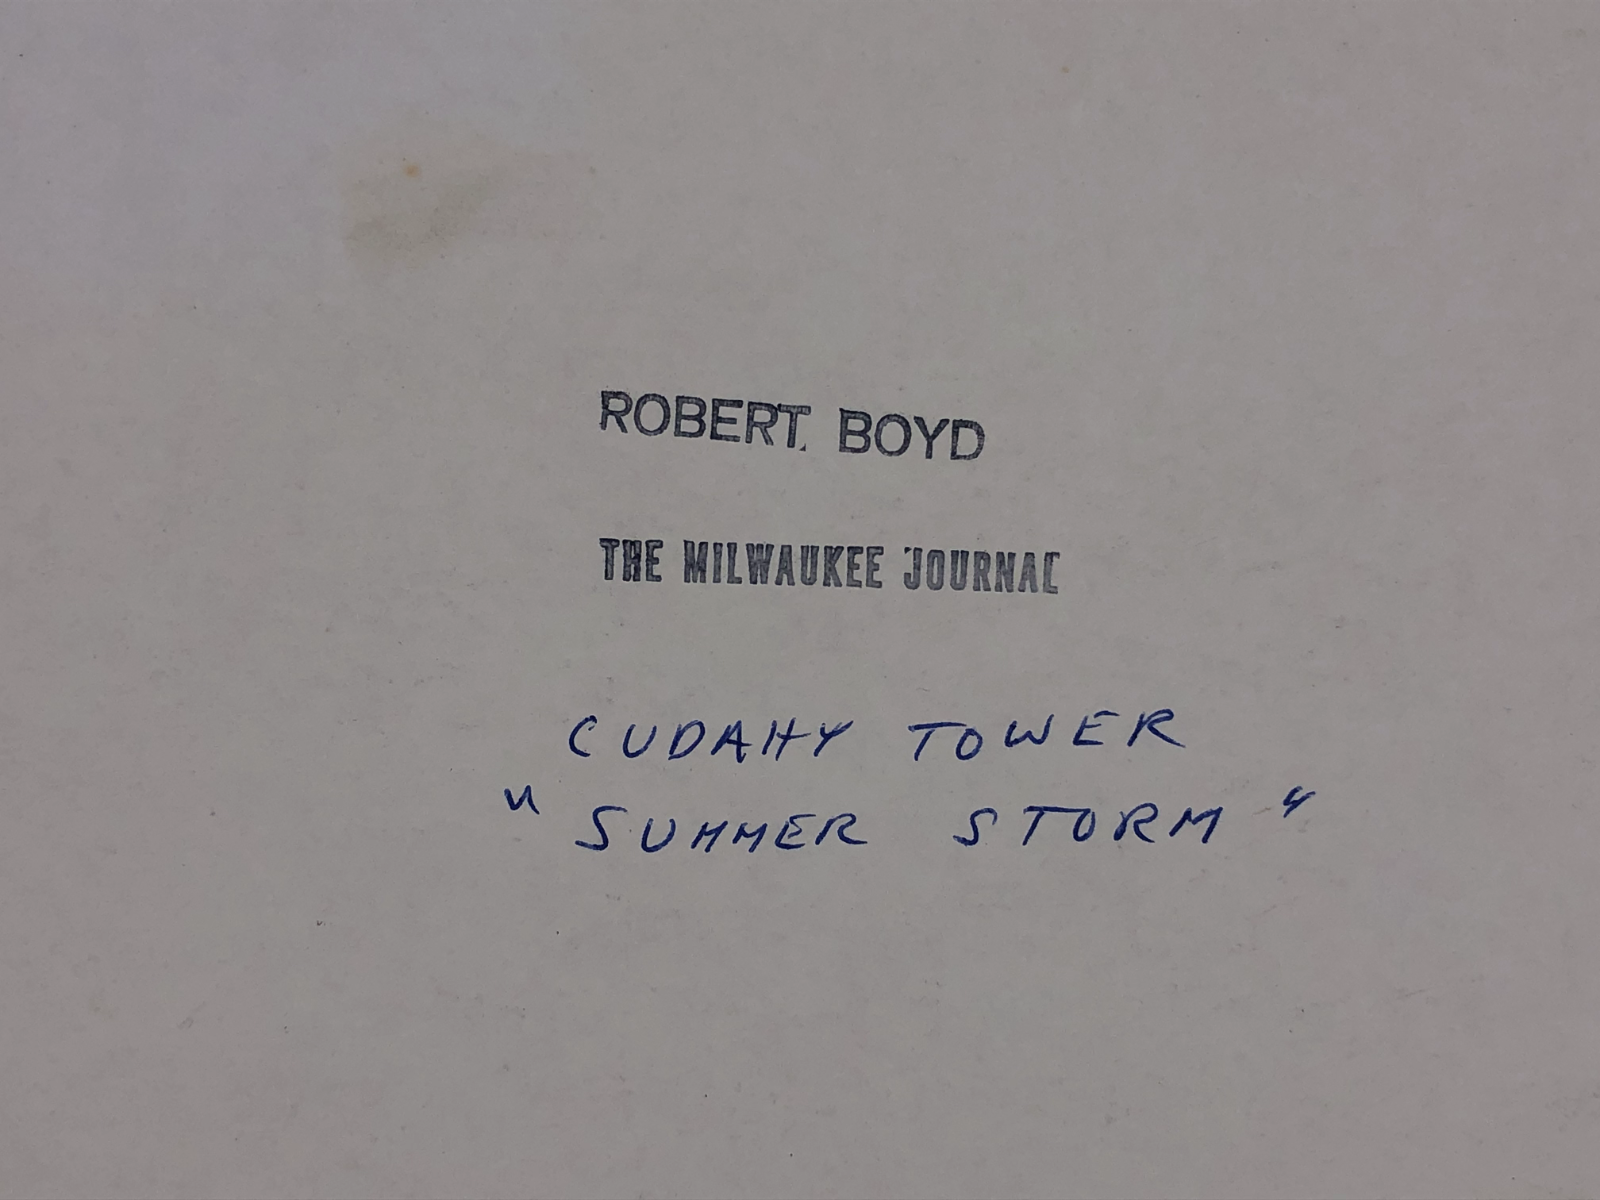 ROBERT BOYD
THE MILWAUKEE JOURNAL
CUDAHY TOWER
"SUMMER STORM"